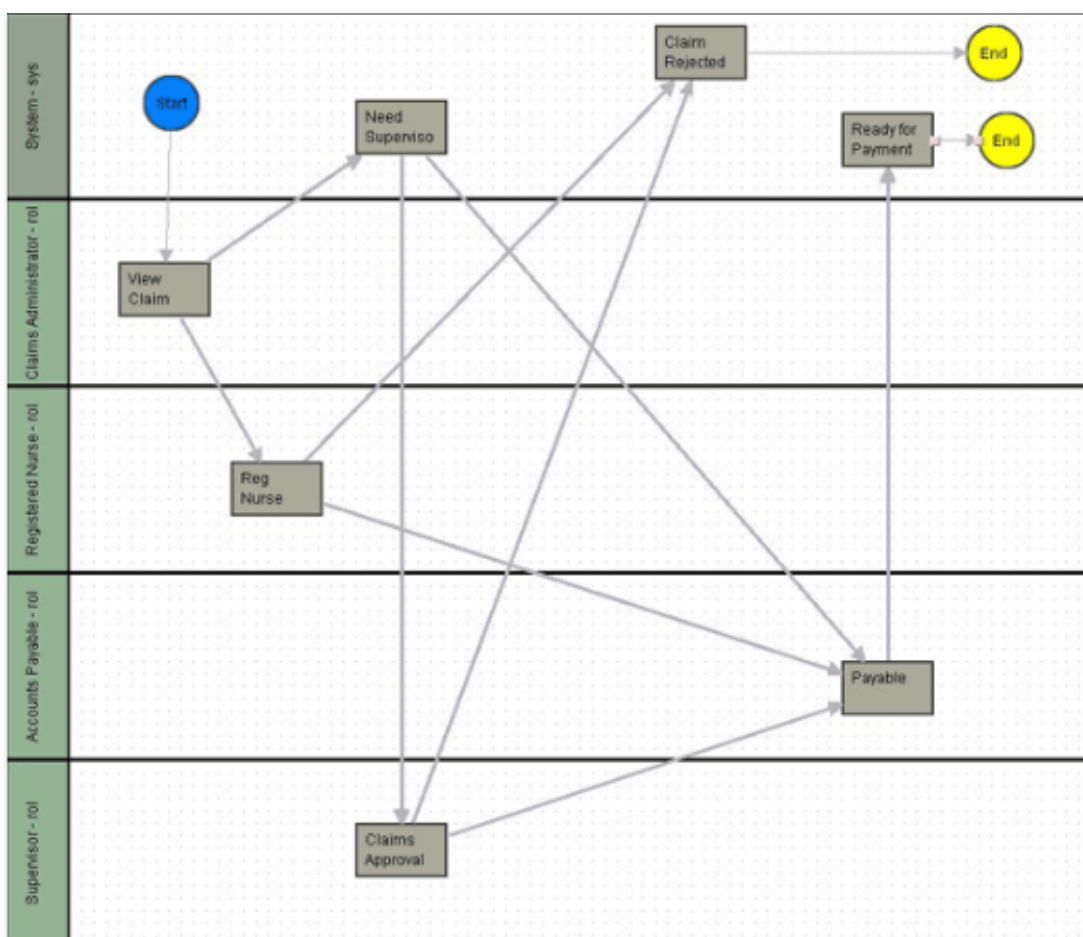 System - sys
Start
Need
Superviso
Claim
Rejected
End
Ready for
Payment
End
Claims Administrator - rol
View
Claim
Registered Nurse - rol
Reg
Nurse
Accounts Payable - rol
Payable
Supervisor - rol
Claims
Approval